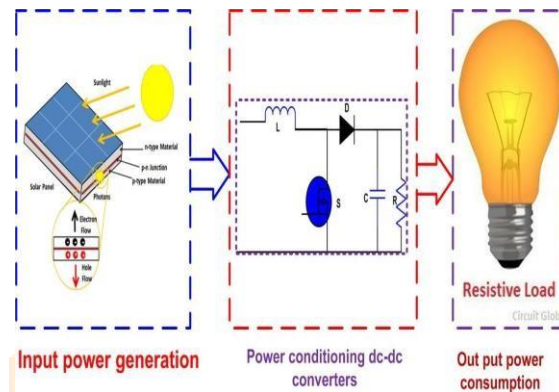 Sunlight
n-type Material
p-n Junction
p-type Material
Solar Panel
Photons
Electron
Flow
Hole
Flow
L
D
S
C
R
Resistive Load
Circuit Glob
Input power generation
Power conditioning dc-dc
converters
Out put power
consumption